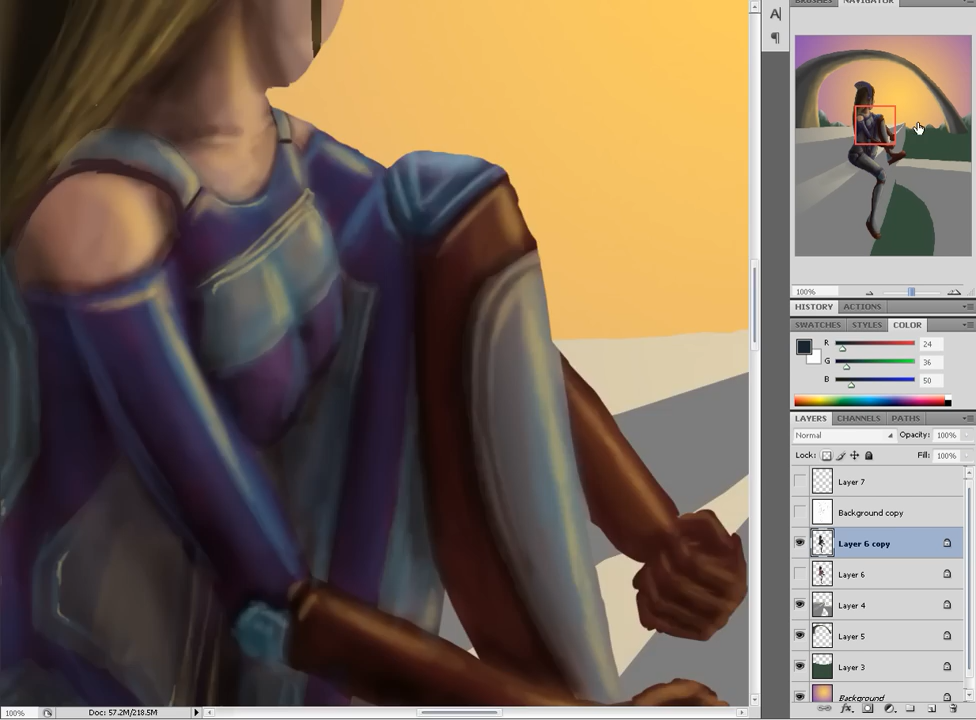 BRUSHES NAVIGATOR
A|
¶
100%
HISTORY ACTIONS
SWATCHES STYLES COLOR
R 24
G 36
B 50
LAYERS CHANNELS PATHS
Normal Opacity: 100%
Lock: Fill: 100%
Layer 7
Background copy
Layer 6 copy
Layer 6
Layer 4
Layer 5
Layer 3
Background
fx.
100% Doc: 57.2M/218.5M